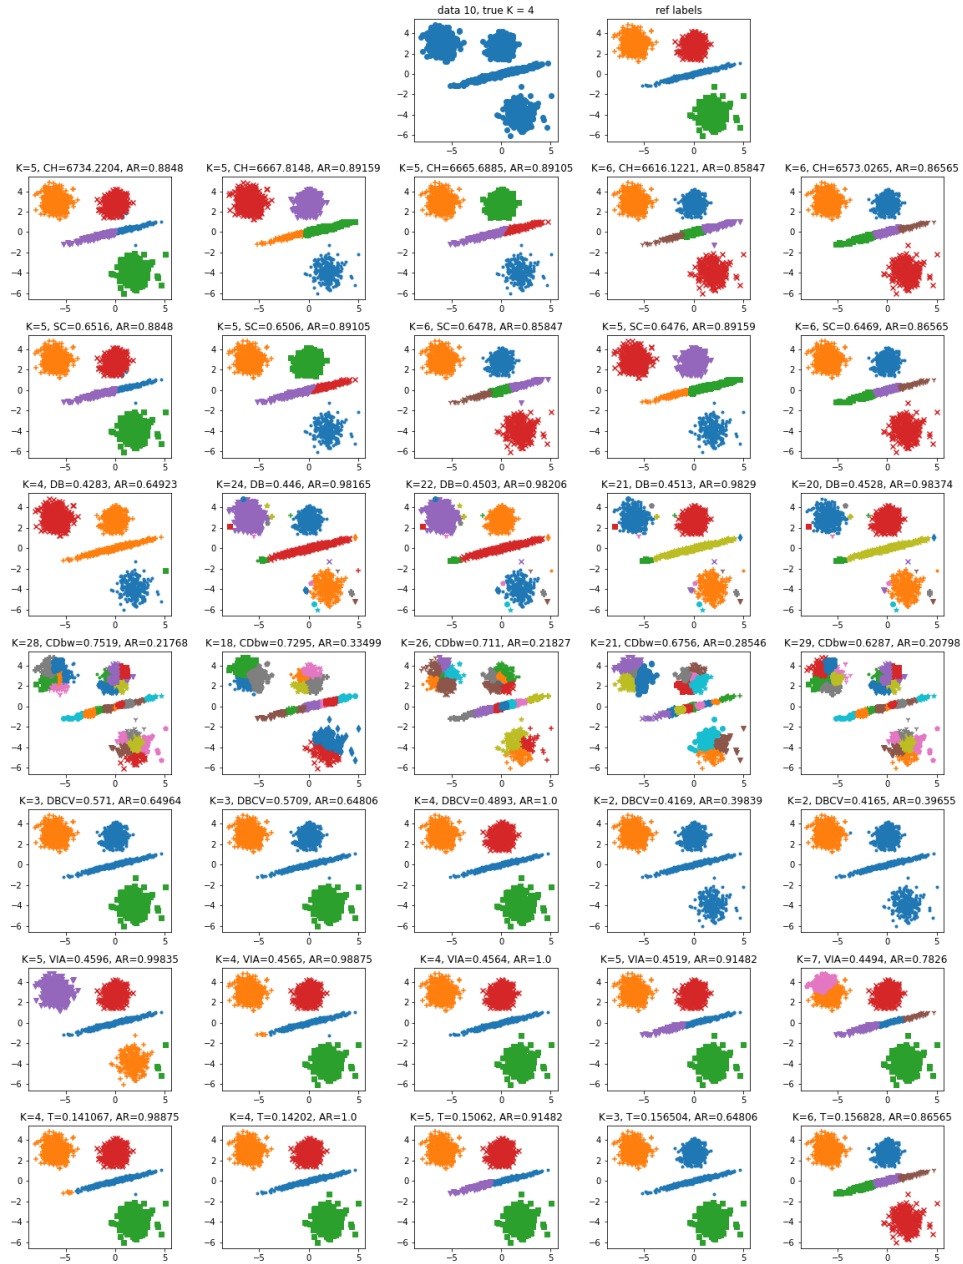 data 10, true K = 4
ref labels
K=5, CH=6734.2204, AR=0.8848
K=5, CH=6667.8148, AR=0.89159
K=5, CH=6665.6885, AR=0.89105
K=6, CH=6616.1221, AR=0.85847
K=6, CH=6573.0265, AR=0.86565
K=5, SC=0.6516, AR=0.8848
K=5, SC=0.6506, AR=0.89105
K=6, SC=0.6478, AR=0.85847
K=5, SC=0.6476, AR=0.89159
K=6, SC=0.6469, AR=0.86565
K=4, DB=0.4283, AR=0.64923
K=24, DB=0.446, AR=0.98165
K=22, DB=0.4503, AR=0.98206
K=21, DB=0.4513, AR=0.9829
K=20, DB=0.4528, AR=0.98374
K=28, CDbw=0.7519, AR=0.21768
K=18, CDbw=0.7295, AR=0.33499
K=26, CDbw=0.711, AR=0.21827
K=21, CDbw=0.6756, AR=0.28546
K=29, CDbw=0.6287, AR=0.20798
K=3, DBCV=0.571, AR=0.64964
K=3, DBCV=0.5709, AR=0.64806
K=4, DBCV=0.4893, AR=1.0
K=2, DBCV=0.4169, AR=0.39839
K=2, DBCV=0.4165, AR=0.39655
K=5, VIA=0.4596, AR=0.99835
K=4, VIA=0.4565, AR=0.98875
K=4, VIA=0.4564, AR=1.0
K=5, VIA=0.4519, AR=0.91482
K=7, VIA=0.4494, AR=0.7826
K=4, T=0.141067, AR=0.98875
K=4, T=0.14202, AR=1.0
K=5, T=0.15062, AR=0.91482
K=3, T=0.156504, AR=0.64806
K=6, T=0.156828, AR=0.86565